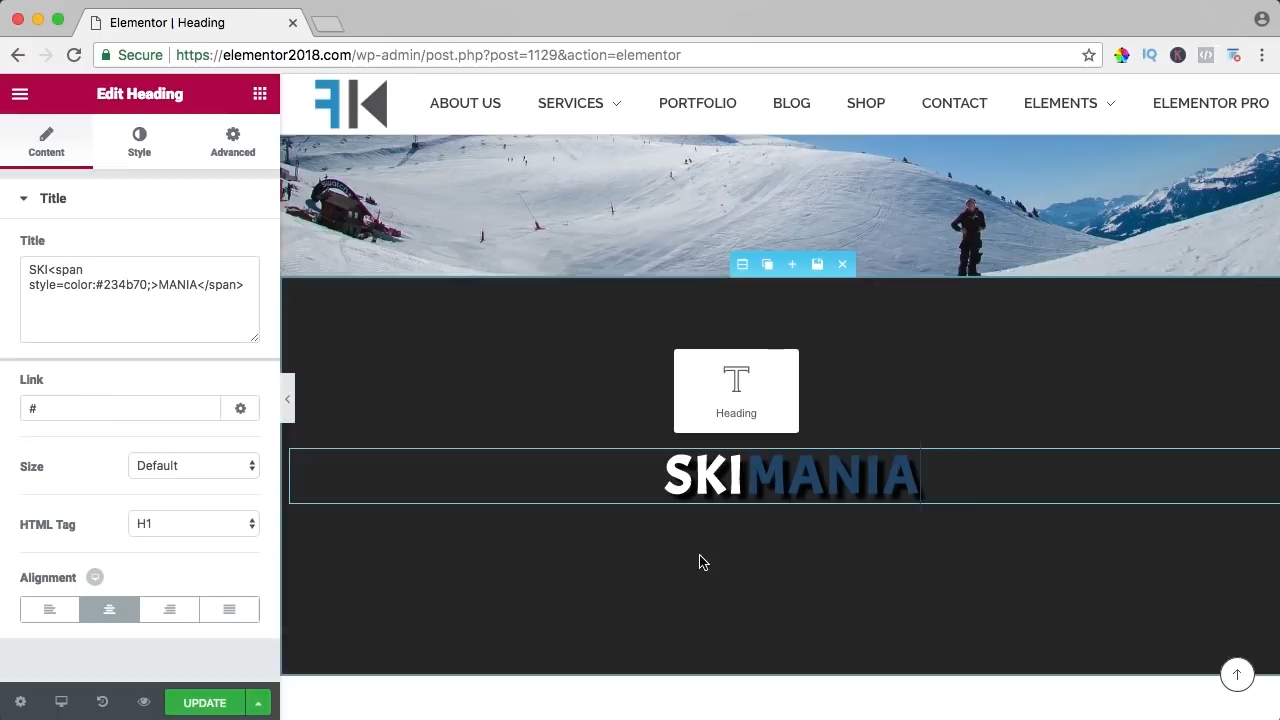 Elementor | Heading
Secure https://elementor2018.com/wp-admin/post.php?post=1129&action=elementor
Edit Heading
ABOUT US SERVICES PORTFOLIO BLOG SHOP CONTACT ELEMENTS ELEMENTOR PRO
Content Style Advanced
Title
Title
SKI<span
style=color:#234b70;>MANIA</span>
Link
#
Size Default
HTML Tag H1
Alignment
UPDATE
Heading
SKIMANIA